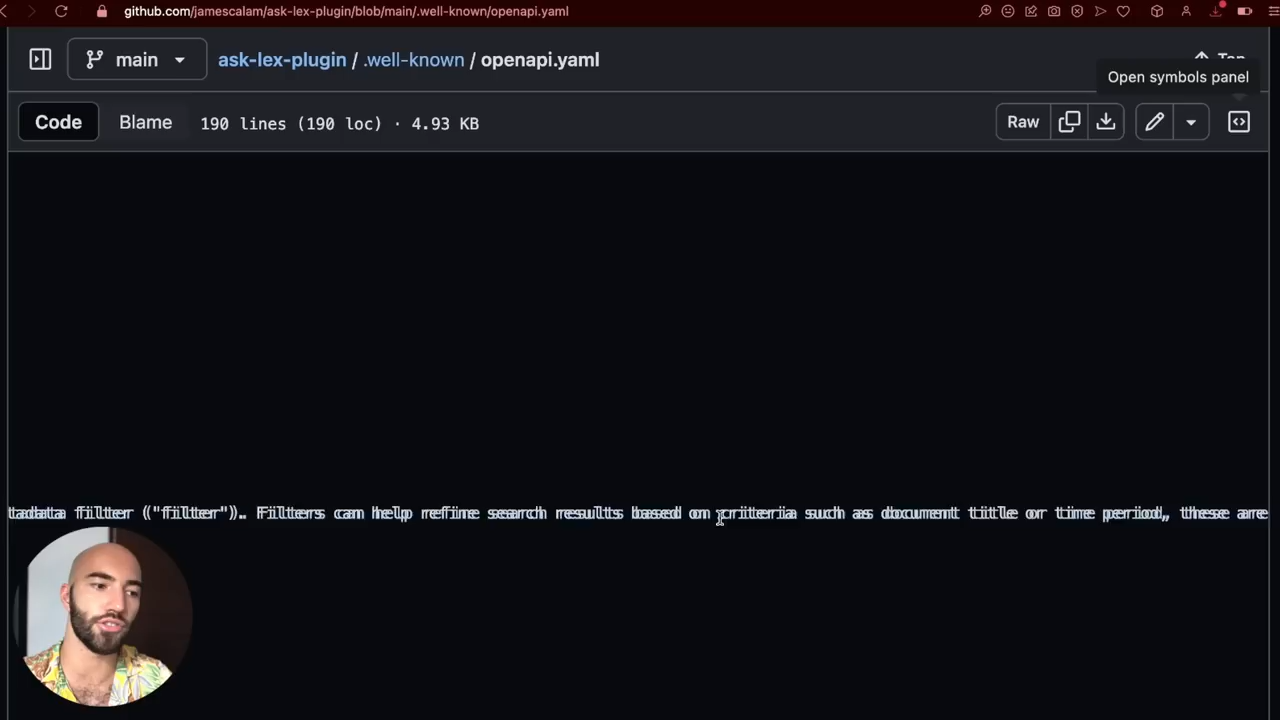 github.com/jamescalam/ask-lex-plugin/blob/main/.well-known/openapi.yaml
main
ask-lex-plugin / .well-known / openapi.yaml
Top
Open symbols panel
Code Blame 190 lines (190 loc) · 4.93 KB
Raw
tadata filter ("filter"). Filters can help refine search results based on criteria such as document title or time period, these are